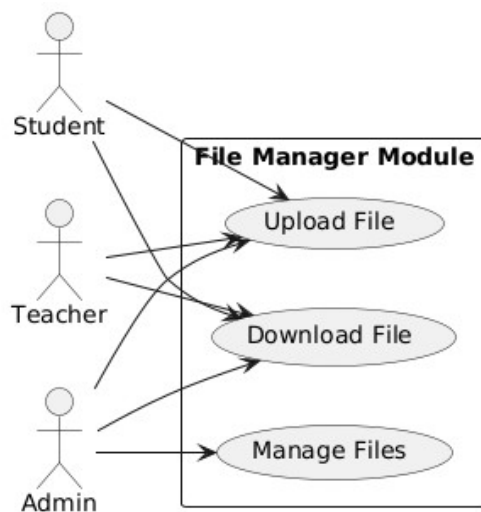 Student
File Manager Module
Upload File
Teacher
Download File
Manage Files
Admin